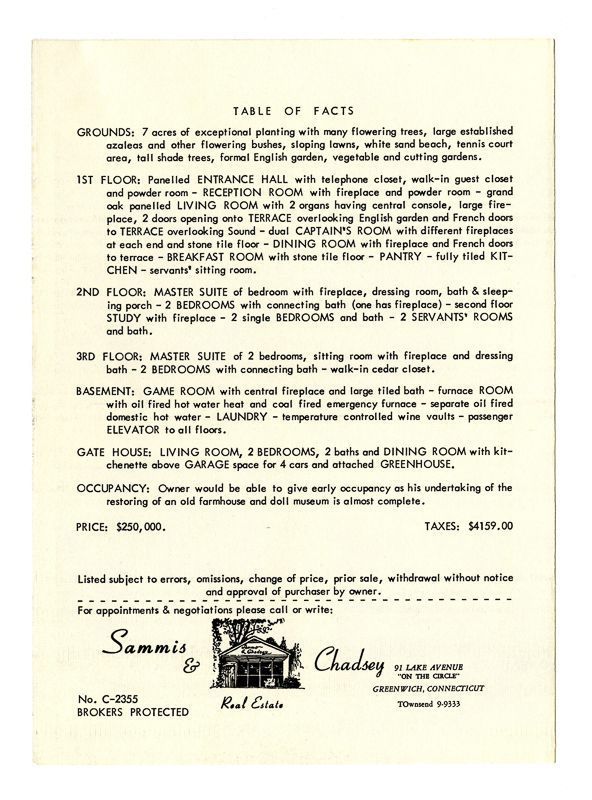 TABLE OF FACTS
GROUNDS: 7 acres of exceptional planting with many flowering trees, large established
azaleas and other flowering bushes, sloping lawns, white sand beach, tennis court
area, tall shade trees, formal English garden, vegetable and cutting gardens.
1ST FLOOR: Panelled ENTRANCE HALL with telephone closet, walk-in guest closet
and powder room - RECEPTION ROOM with fireplace and powder room - grand
oak panelled LIVING ROOM with 2 organs having central console, large fire-
place, 2 doors opening onto TERRACE overlooking English garden and French doors
to TERRACE overlooking Sound - dual CAPTAIN'S ROOM with different fireplaces
at each end and stone tile floor - DINING ROOM with fireplace and French doors
to terrace - BREAKFAST ROOM with stone tile floor - PANTRY - fully tiled KIT-
CHEN - servants' sitting room.
2ND FLOOR: MASTER SUITE of bedroom with fireplace, dressing room, bath & sleep-
ing porch - 2 BEDROOMS with connecting bath (one has fireplace) - second floor
STUDY with fireplace - 2 single BEDROOMS and bath - 2 SERVANTS' ROOMS
and bath.
3RD FLOOR: MASTER SUITE of 2 bedrooms, sitting room with fireplace and dressing
bath - 2 BEDROOMS with connecting bath - walk-in cedar closet.
BASEMENT: GAME ROOM with central fireplace and large tiled bath - furnace ROOM
with oil fired hot water heat and coal fired emergency furnace - separate oil fired
domestic hot water - LAUNDRY - temperature controlled wine vaults - passenger
ELEVATOR to all floors.
GATE HOUSE: LIVING ROOM, 2 BEDROOMS, 2 baths and DINING ROOM with kit-
chenette above GARAGE space for 4 cars and attached GREENHOUSE.
OCCUPANCY: Owner would be able to give early occupancy as his undertaking of the
restoring of an old farmhouse and doll museum is almost complete.
PRICE: $250,000. TAXES: $4159.00
Listed subject to errors, omissions, change of price, prior sale, withdrawal without notice
and approval of purchaser by owner.
For appointments & negotiations please call or write:
Sammis & Chadsey
Real Estate
91 LAKE AVENUE
"ON THE CIRCLE"
GREENWICH, CONNECTICUT
TOwnsend 9-9333
No. C-2355
BROKERS PROTECTED